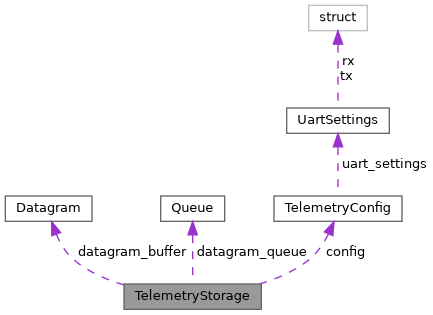 struct
rx
tx
UartSettings
uart_settings
Datagram
Queue
TelemetryConfig
datagram_buffer
datagram_queue
config
TelemetryStorage